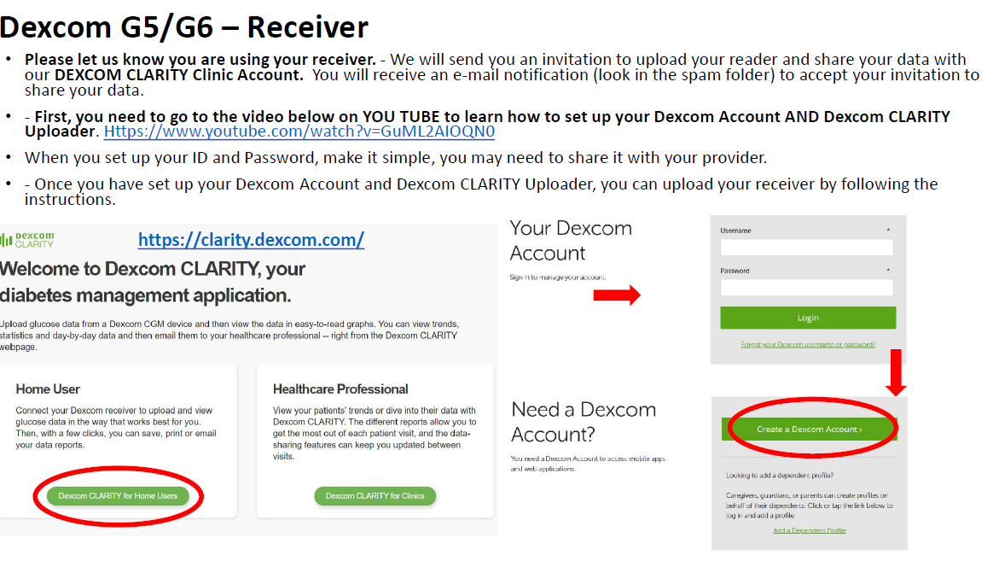 Dexcom G5/G6 – Receiver
• Please let us know you are using your receiver. - We will send you an invitation to upload your reader and share your data with
our DEXCOM CLARITY Clinic Account. You will receive an e-mail notification (look in the spam folder) to accept your invitation to
share your data.
• - First, you need to go to the video below on YOU TUBE to learn how to set up your Dexcom Account AND Dexcom CLARITY
Uploader. Https://www.youtube.com/watch?v=GuML2AIOQN0
• When you set up your ID and Password, make it simple, you may need to share it with your provider.
• - Once you have set up your Dexcom Account and Dexcom CLARITY Uploader, you can upload your receiver by following the
instructions.
Dexcom
CLARITY
https://clarity.dexcom.com/
Welcome to Dexcom CLARITY, your
diabetes management application.
Upload glucose data from a Dexcom CGM device and then view the data in easy-to-read graphs. You can view trends,
statistics and day-by-day data and then email them to your healthcare professional -- right from the Dexcom CLARITY
webpage.
Home User
Connect your Dexcom receiver to upload and view
glucose data in the way that works best for you.
Then, with a few clicks, you can save, print or email
your data reports.
Dexcom CLARITY for Home Users
Healthcare Professional
View your patients' trends or dive into their data with
Dexcom CLARITY. The different reports allow you to
get the most out of each patient visit, and the data-
sharing features can keep you updated between
visits.
Dexcom CLARITY for Clinics
Your Dexcom
Account
Sign in to manage your account.
Username *
Password *
Login
Forgot your Dexcom username or password?
Need a Dexcom
Account?
You need a Dexcom Account to access mobile apps
and web applications.
Create a Dexcom Account ›
Looking to add a dependent profile?
Caregivers, guardians, or parents can create profiles on
behalf of their dependents. Click or tap the link below to
log in and add a profile
Add a Dependent Profile